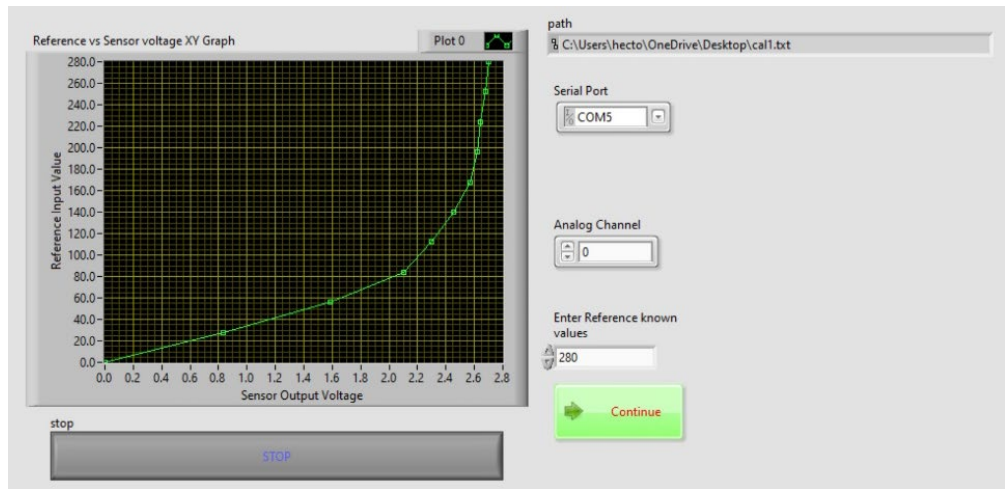 path
C:\Users\hecto\OneDrive\Desktop\cal1.txt
Reference vs Sensor voltage XY Graph
Plot 0
280.0
260.0
240.0
220.0
200.0
180.0
160.0
140.0
120.0
100.0
80.0
60.0
40.0
20.0
0.0
Reference Input Value
0.0 0.2 0.4 0.6 0.8 1.0 1.2 1.4 1.6 1.8 2.0 2.2 2.4 2.6 2.8
Sensor Output Voltage
Serial Port
COM5
Analog Channel
0
Enter Reference known
values
280
Continue
stop
STOP